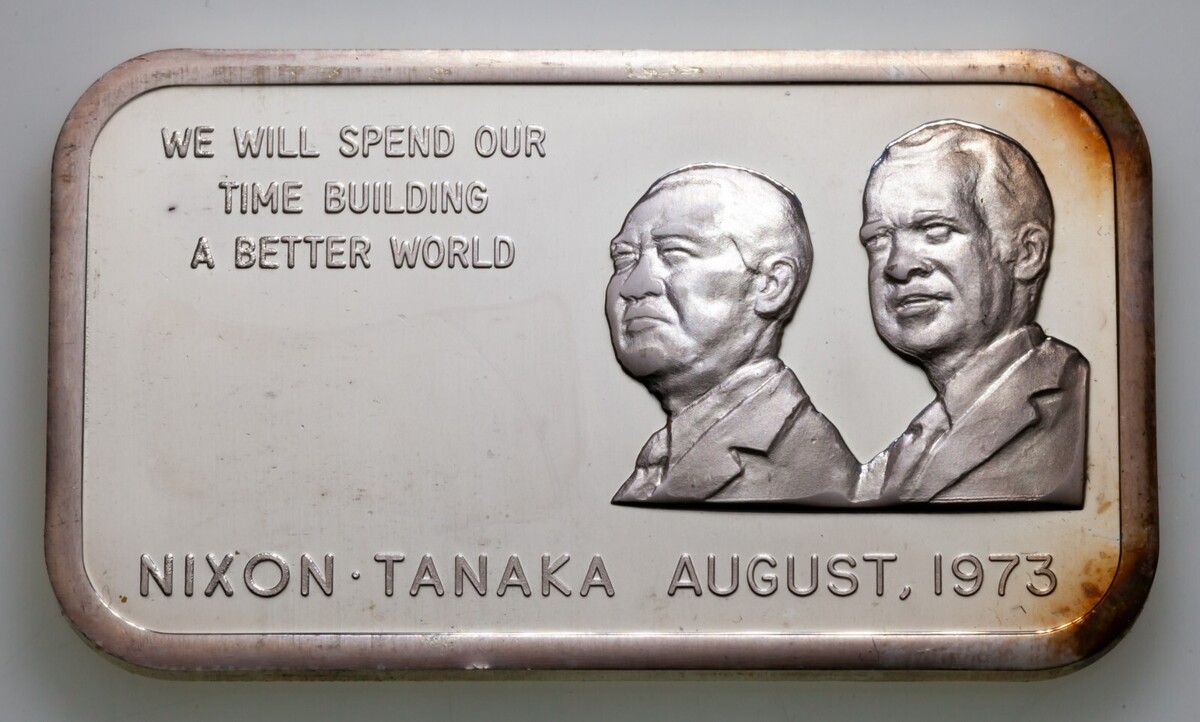 WE WILL SPEND OUR
TIME BUILDING
A BETTER WORLD
NIXON · TANAKA AUGUST, 1973